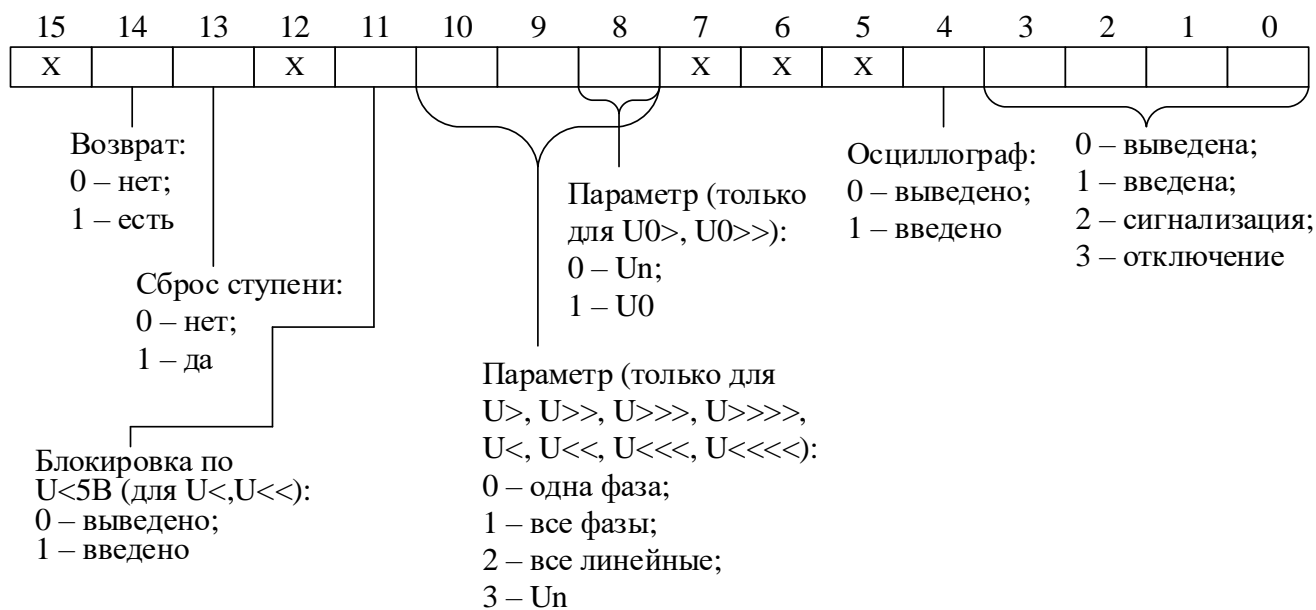 15 14 13 12 11 10 9 8 7 6 5 4 3 2 1 0
X X X X X
Возврат:
0 – нет;
1 – есть
Сброс ступени:
0 – нет;
1 – да
Блокировка по
U<5В (для U<,U<<):
0 – выведено;
1 – введено
Параметр (только
для U0>, U0>>):
0 – Un;
1 – U0
Параметр (только для
U>, U>>, U>>>, U>>>>,
U<, U<<, U<<<, U<<<<):
0 – одна фаза;
1 – все фазы;
2 – все линейные;
3 – Un
Осциллограф:
0 – выведено;
1 – введено
0 – выведена;
1 – введена;
2 – сигнализация;
3 – отключение